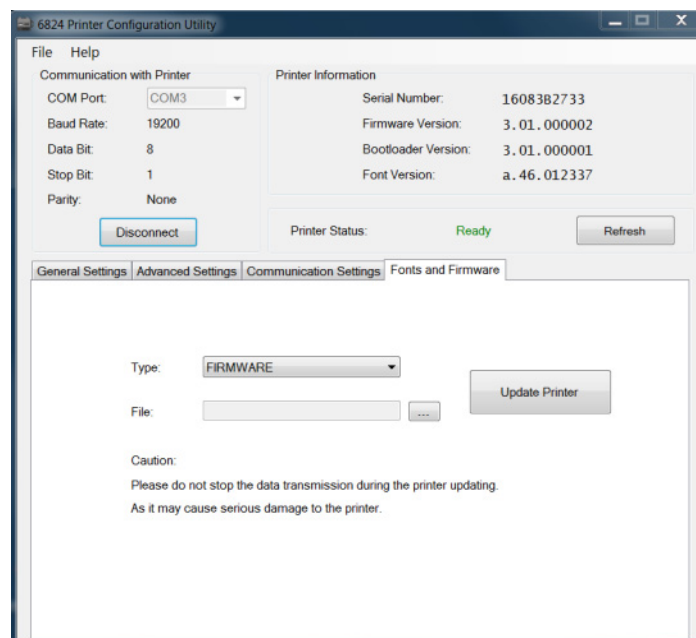 6824 Printer Configuration Utility
File Help
Communication with Printer
COM Port: COM3
Baud Rate: 19200
Data Bit: 8
Stop Bit: 1
Parity: None
Disconnect
Printer Information
Serial Number: 1608382733
Firmware Version: 3.01.000002
Bootloader Version: 3.01.000001
Font Version: a.46.012337
Printer Status: Ready
Refresh
General Settings Advanced Settings Communication Settings Fonts and Firmware
Type: FIRMWARE
File: ...
Update Printer
Caution:
Please do not stop the data transmission during the printer updating.
As it may cause serious damage to the printer.